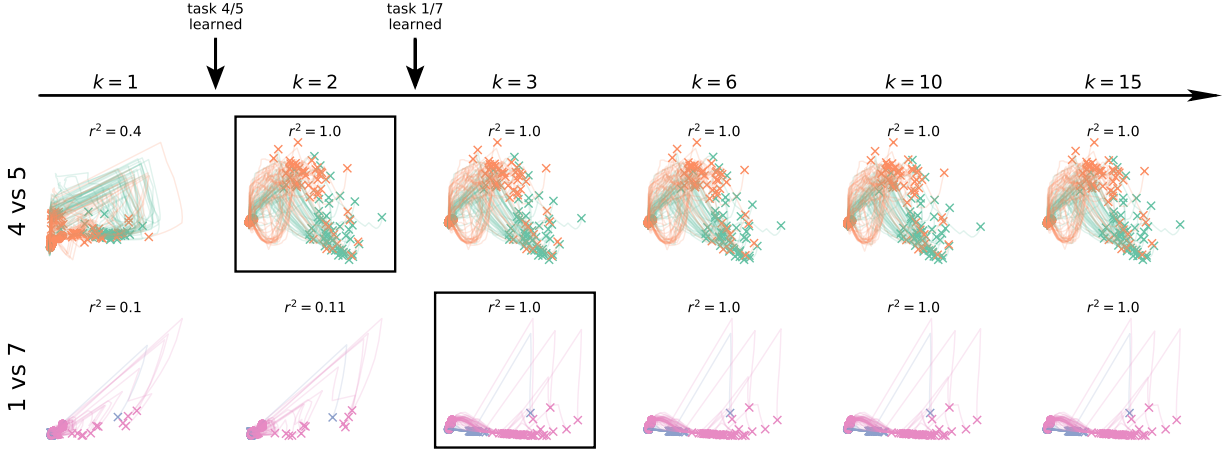 task 4/5
learned
task 1/7
learned
k = 1
k = 2
k = 3
k = 6
k = 10
k = 15
4 vs 5
r² = 0.4
r² = 1.0
r² = 1.0
r² = 1.0
r² = 1.0
r² = 1.0
1 vs 7
r² = 0.1
r² = 0.11
r² = 1.0
r² = 1.0
r² = 1.0
r² = 1.0